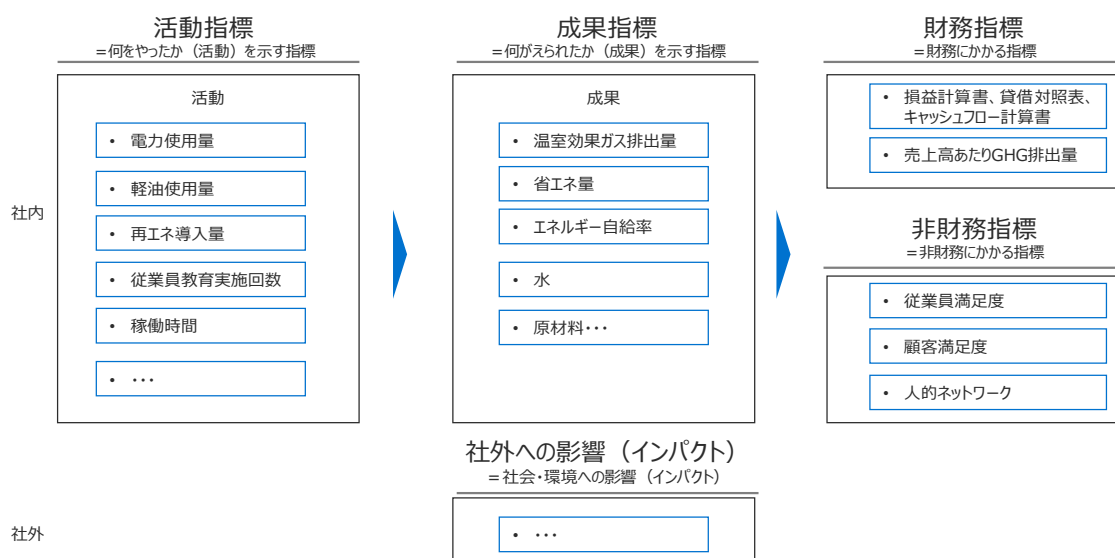 活動指標
=何をやったか（活動）を示す指標
成果指標
=何がえられたか（成果）を示す指標
財務指標
=財務にかかる指標
社内
活動
• 電力使用量
• 軽油使用量
• 再エネ導入量
• 従業員教育実施回数
• 稼働時間
• ･･･
成果
• 温室効果ガス排出量
• 省エネ量
• エネルギー自給率
• 水
• 原材料･･･
• 損益計算書、貸借対照表、
キャッシュフロー計算書
• 売上高あたりGHG排出量
非財務指標
=非財務にかかる指標
• 従業員満足度
• 顧客満足度
• 人的ネットワーク
社外への影響（インパクト）
=社会・環境への影響（インパクト）
社外
• ･･･